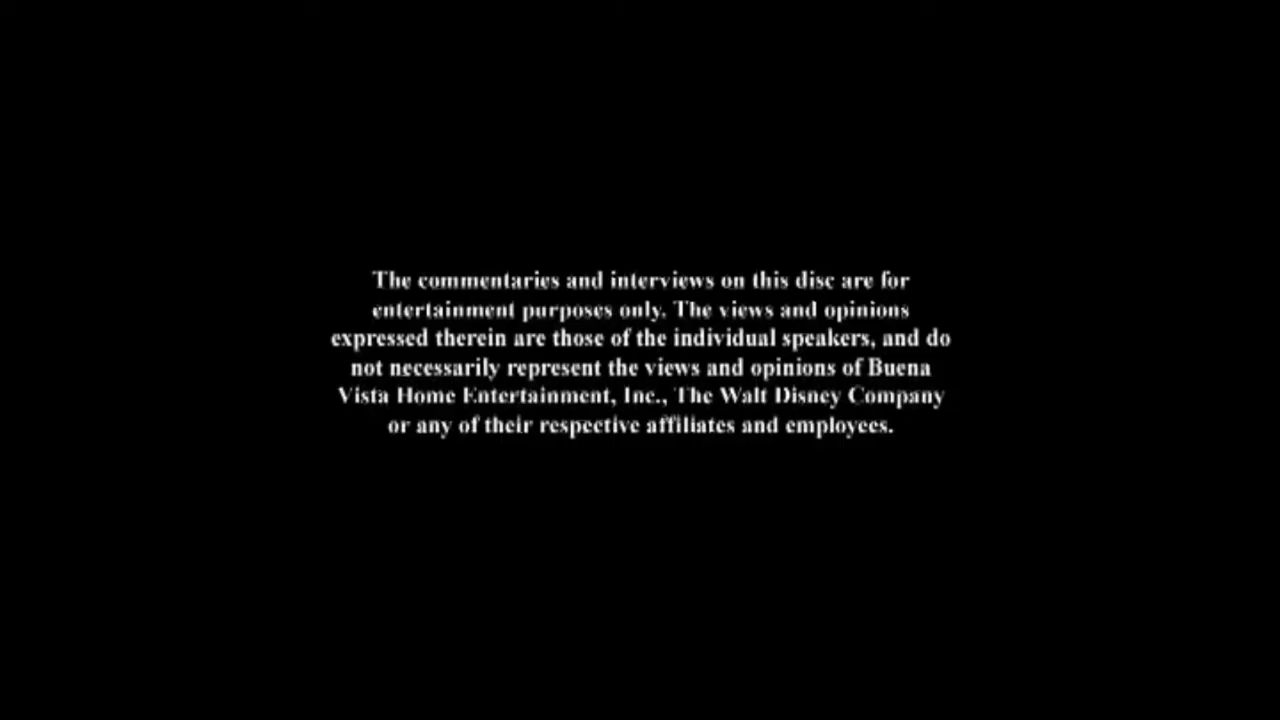 The commentaries and interviews on this disc are for
entertainment purposes only. The views and opinions
expressed therein are those of the individual speakers, and do
not necessarily represent the views and opinions of Buena
Vista Home Entertainment, Inc., The Walt Disney Company
or any of their respective affiliates and employees.